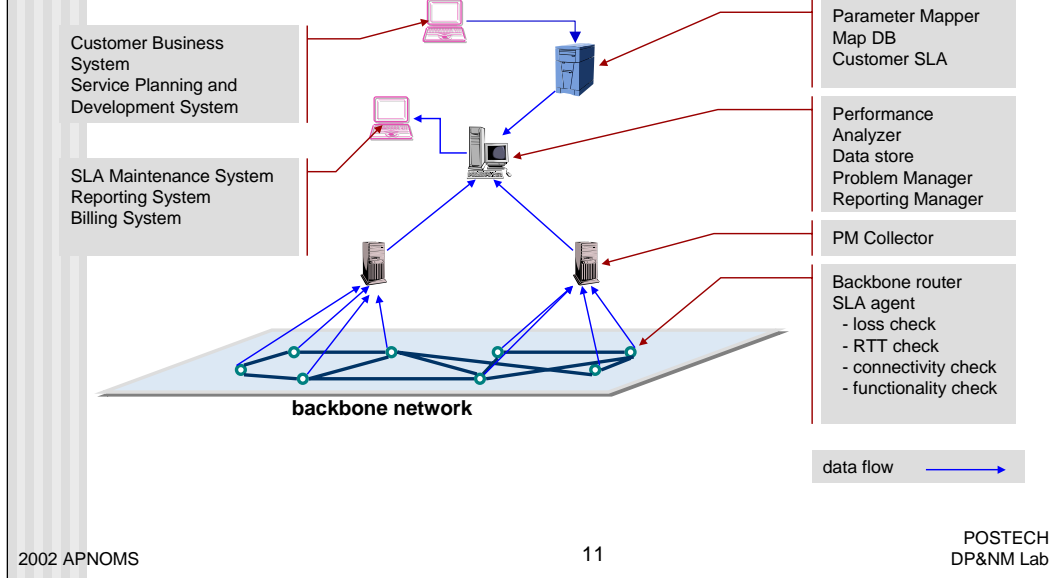 Customer Business
System
Service Planning and
Development System
SLA Maintenance System
Reporting System
Billing System
Parameter Mapper
Map DB
Customer SLA
Performance
Analyzer
Data store
Problem Manager
Reporting Manager
PM Collector
Backbone router
SLA agent
- loss check
- RTT check
- connectivity check
- functionality check
backbone network
data flow
2002 APNOMS
11
POSTECH
DP&NM Lab